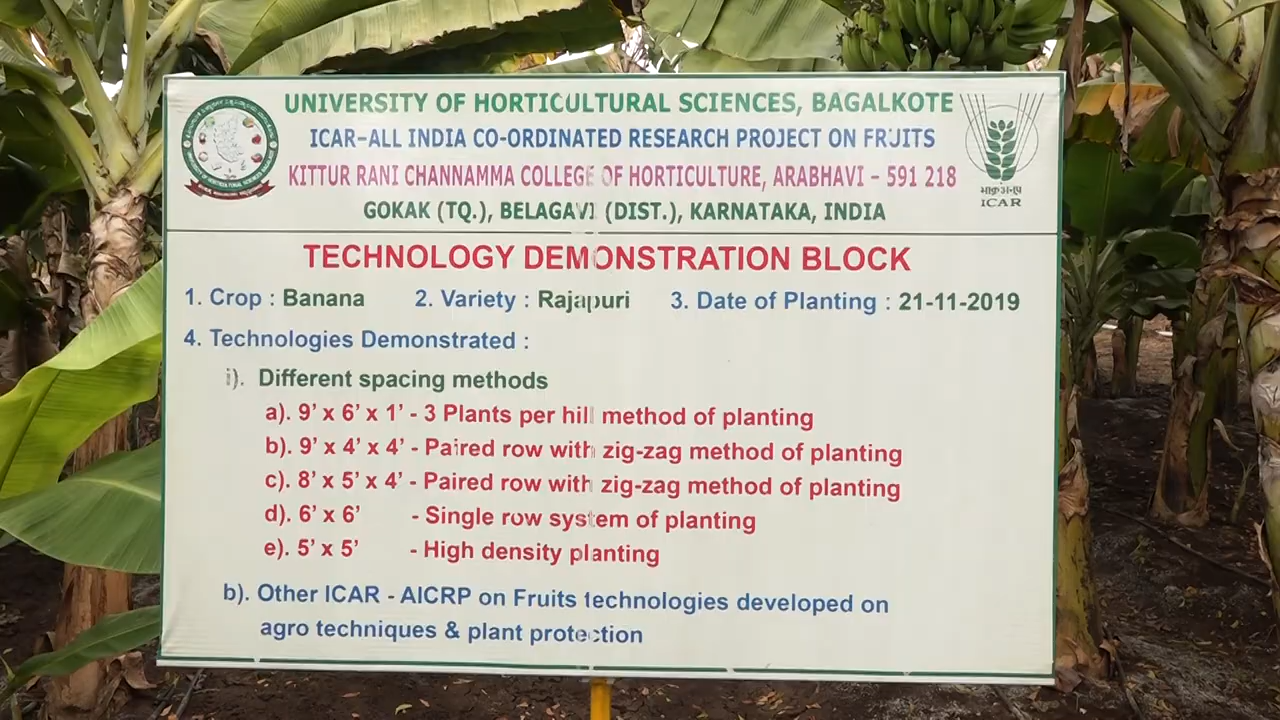 UNIVERSITY OF HORTICULTURAL SCIENCES, BAGALKOTE
ICAR-ALL INDIA CO-ORDINATED RESEARCH PROJECT ON FRUITS
KITTUR RANI CHANNAMMA COLLEGE OF HORTICULTURE, ARABHAVI - 591 218
GOKAK (TQ.), BELAGAVI (DIST.), KARNATAKA, INDIA
भाकृअनुप
ICAR
TECHNOLOGY DEMONSTRATION BLOCK
1. Crop : Banana 2. Variety : Rajapuri 3. Date of Planting : 21-11-2019
4. Technologies Demonstrated :
i). Different spacing methods
a). 9' x 6' x 1' - 3 Plants per hill method of planting
b). 9' x 4' x 4' - Paired row with zig-zag method of planting
c). 8' x 5' x 4' - Paired row with zig-zag method of planting
d). 6' x 6' - Single row system of planting
e). 5' x 5' - High density planting
b). Other ICAR - AICRP on Fruits technologies developed on
agro techniques & plant protection